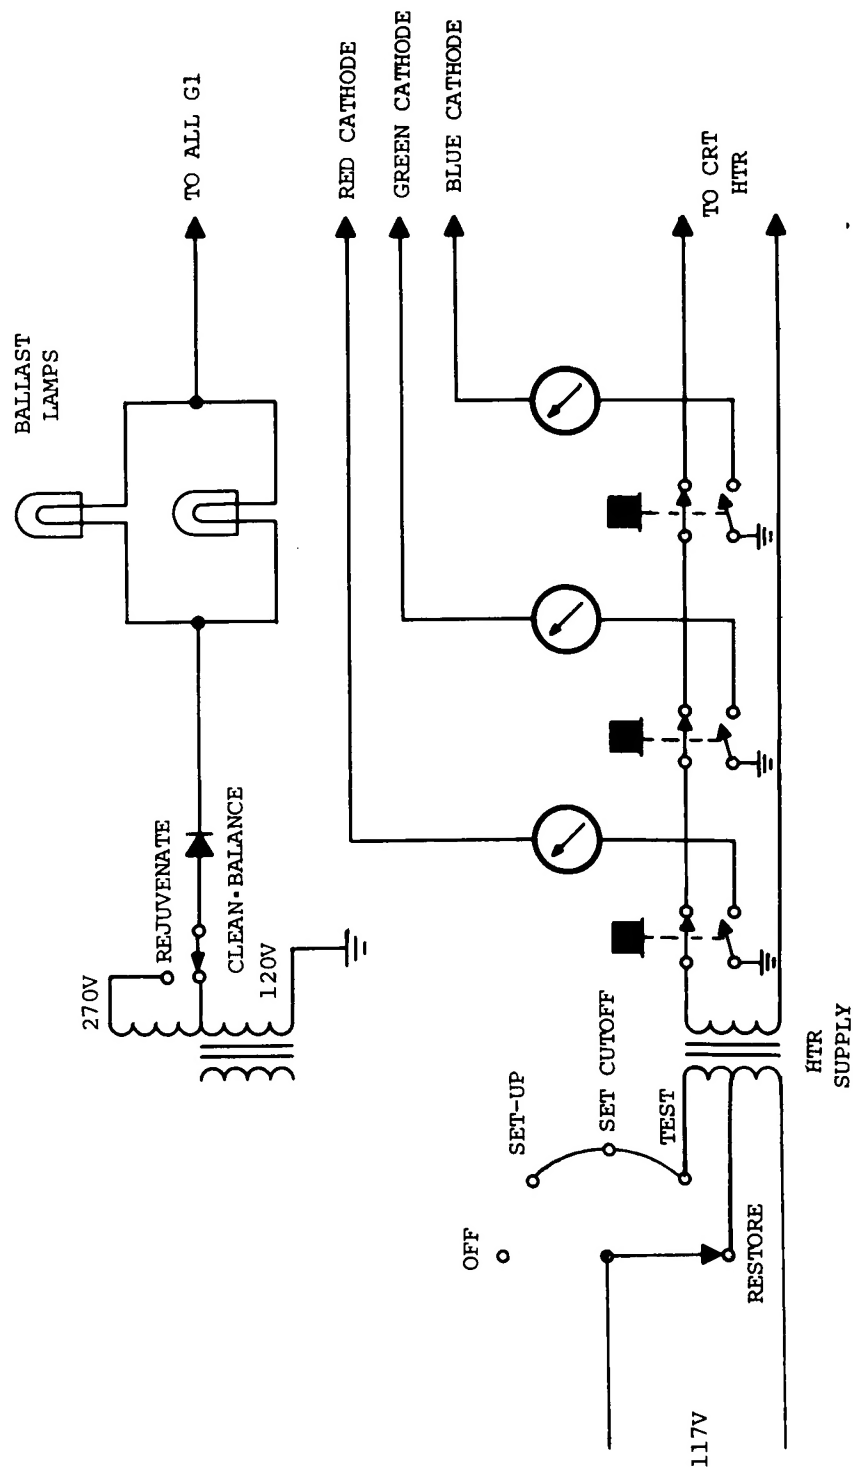 BALLAST
LAMPS
TO ALL G1
RED CATHODE
GREEN CATHODE
BLUE CATHODE
TO CRT
HTR
270V
REJUVENATE
CLEAN-BALANCE
120V
OFF
SET-UP
SET CUTOFF
TEST
RESTORE
HTR
SUPPLY
117V